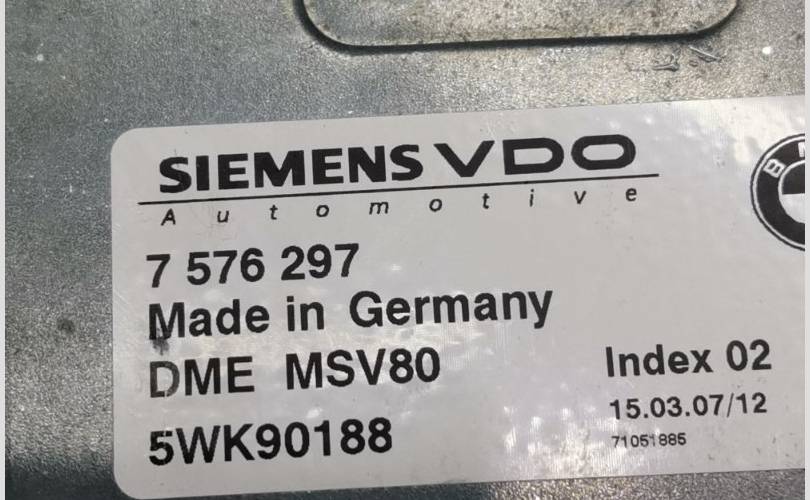 SIEMENS VDO
Automotive
7 576 297
Made in Germany
DME MSV80
Index 02
5WK90188
15.03.07/12
71051885
B